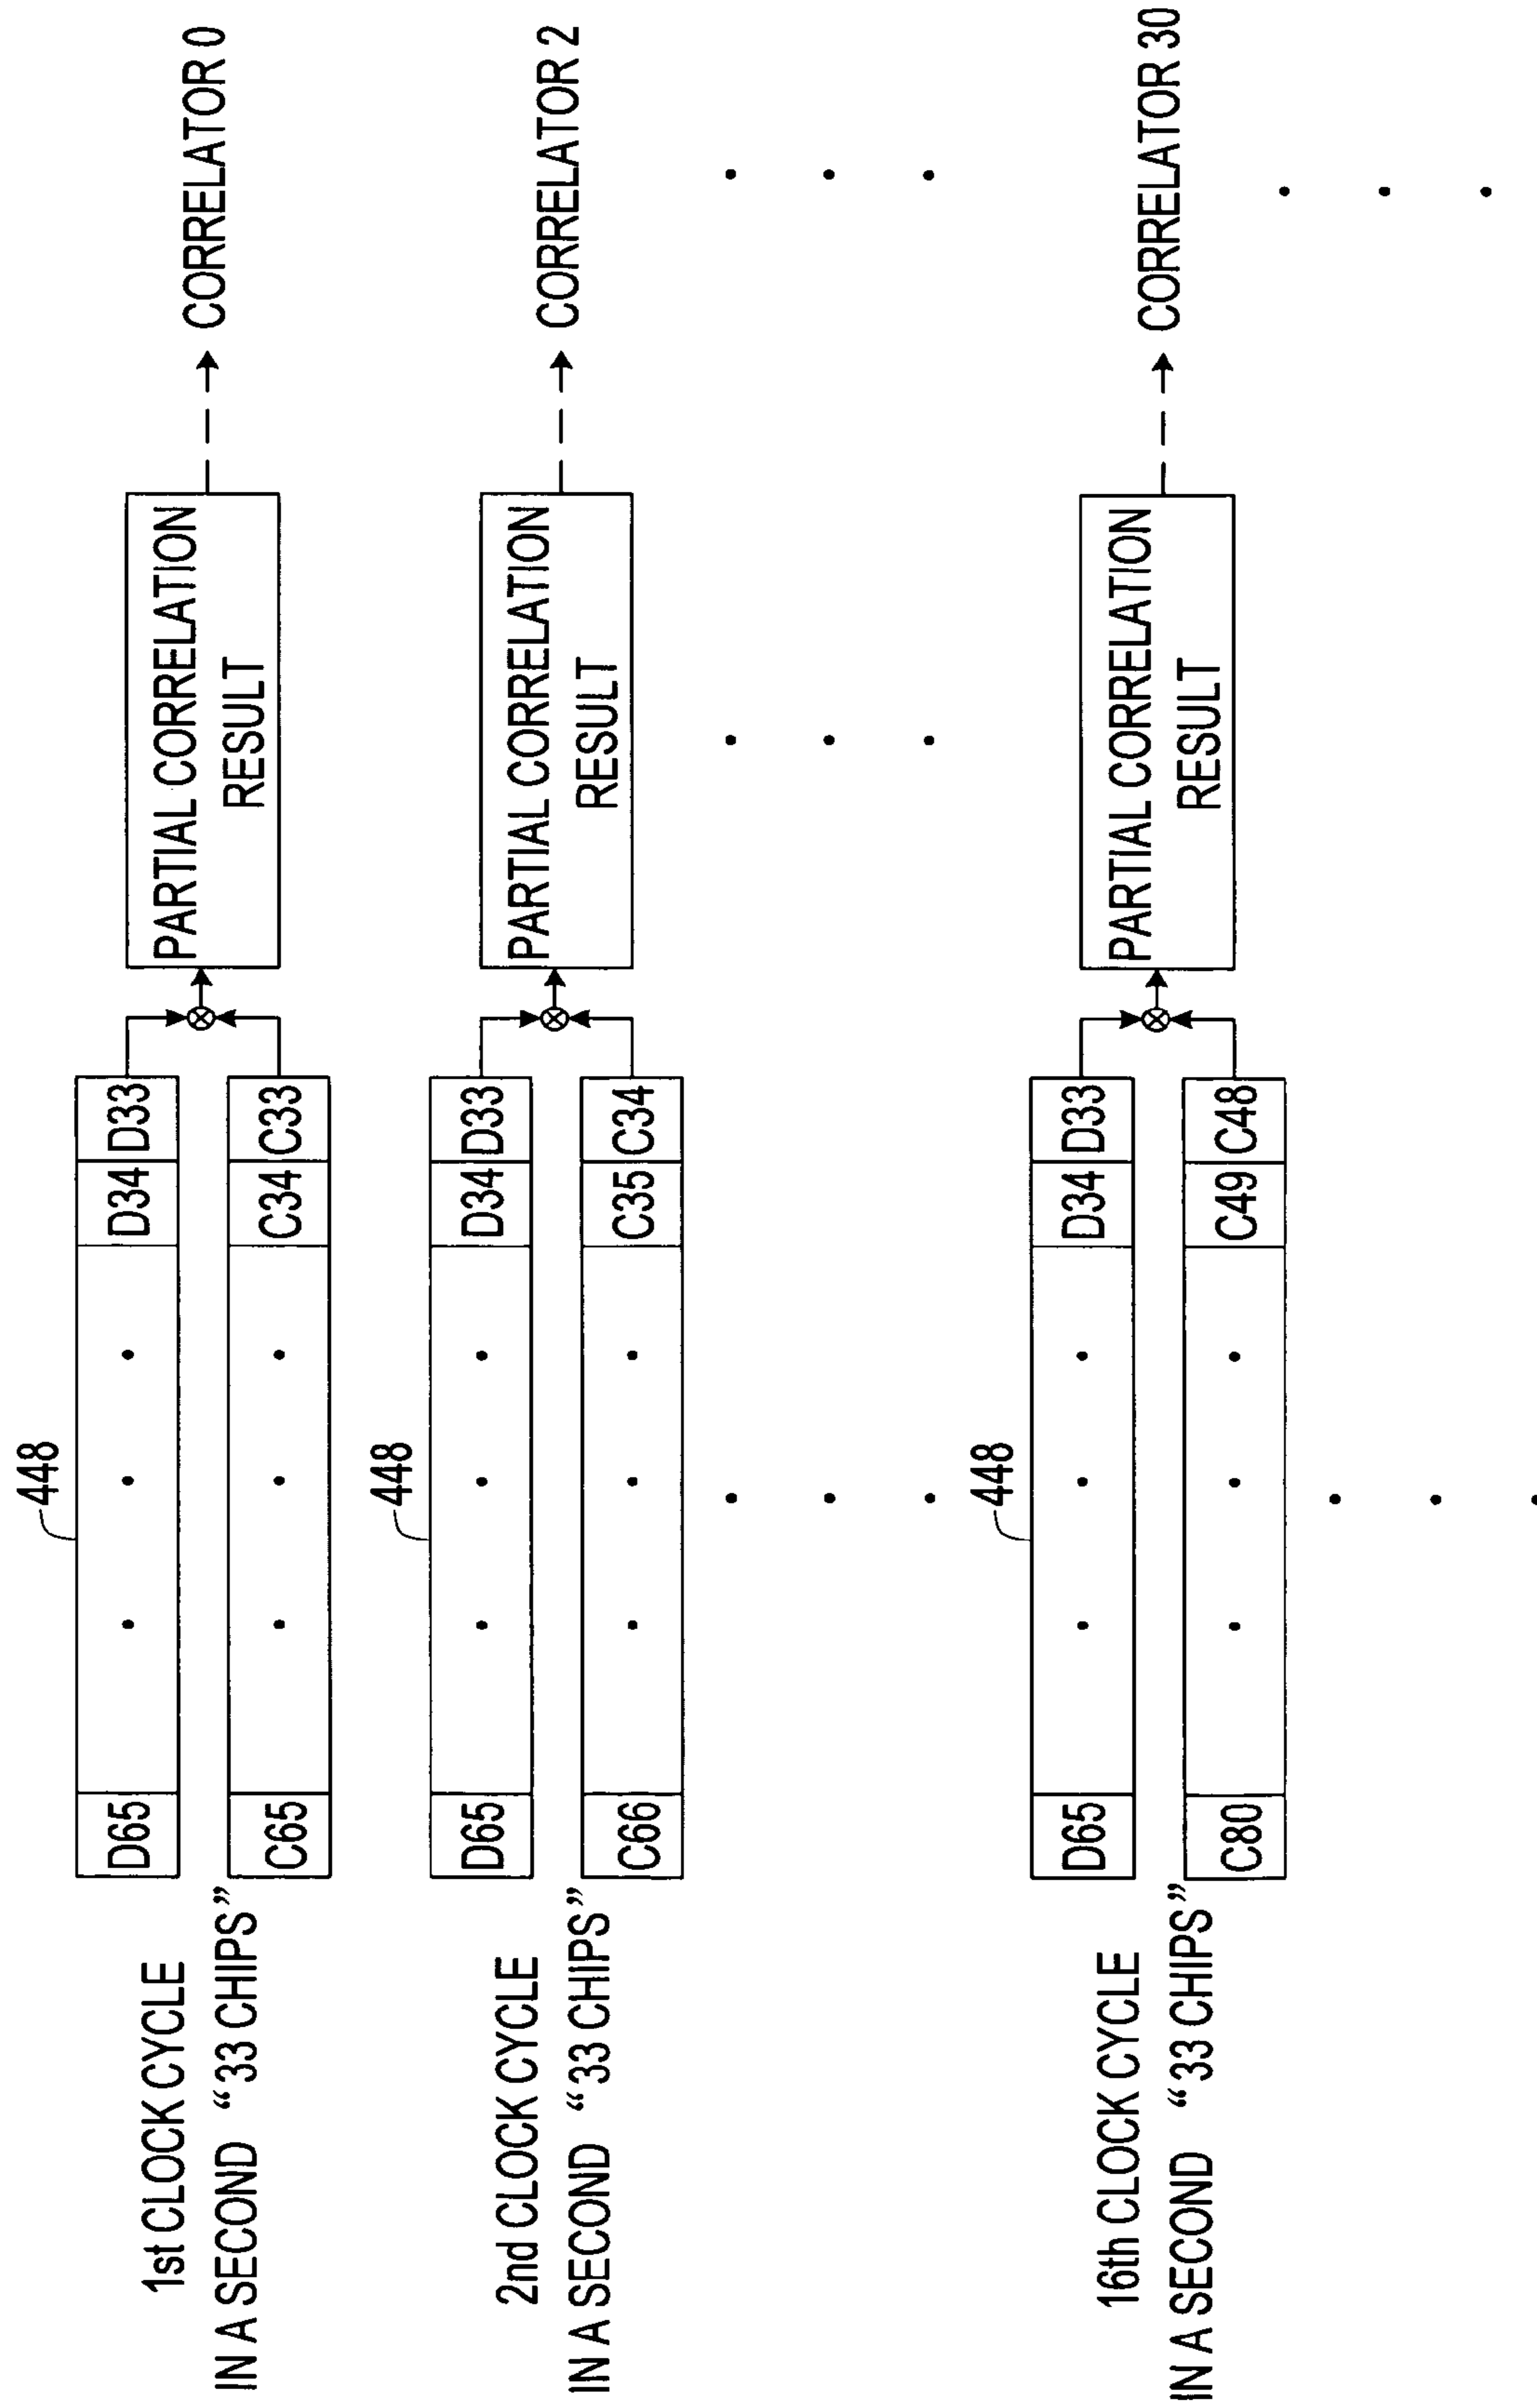 1st CLOCK CYCLE
IN A SECOND “33 CHIPS”
448
D65
D34
D33
C65
C34
C33
PARTIAL CORRELATION
RESULT
CORRELATOR 0
2nd CLOCK CYCLE
IN A SECOND “33 CHIPS”
448
D65
D34
D33
C66
C35
C34
PARTIAL CORRELATION
RESULT
CORRELATOR 2
16th CLOCK CYCLE
IN A SECOND “33 CHIPS”
448
D65
D34
D33
C80
C49
C48
PARTIAL CORRELATION
RESULT
CORRELATOR 30